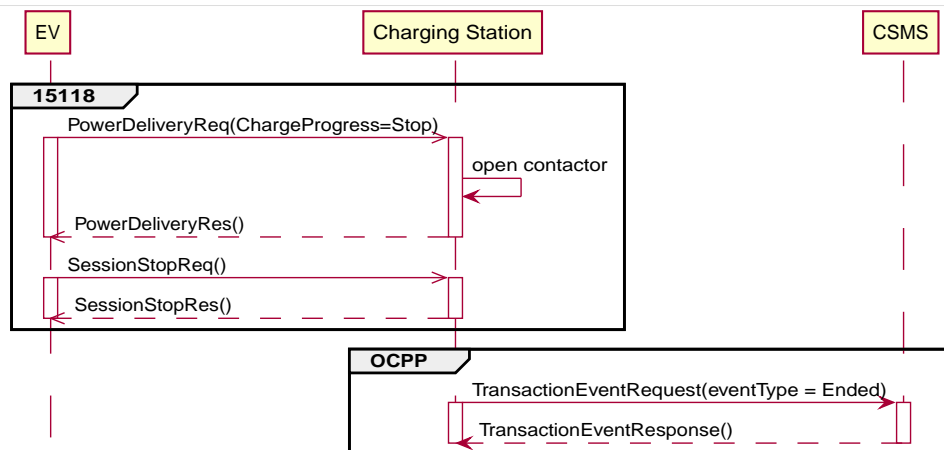 EV
Charging Station
CSMS
15118
PowerDeliveryReq(ChargeProgress=Stop)
open contactor
PowerDeliveryRes()
SessionStopReq()
SessionStopRes()
OCPP
TransactionEventRequest(eventType = Ended)
TransactionEventResponse()